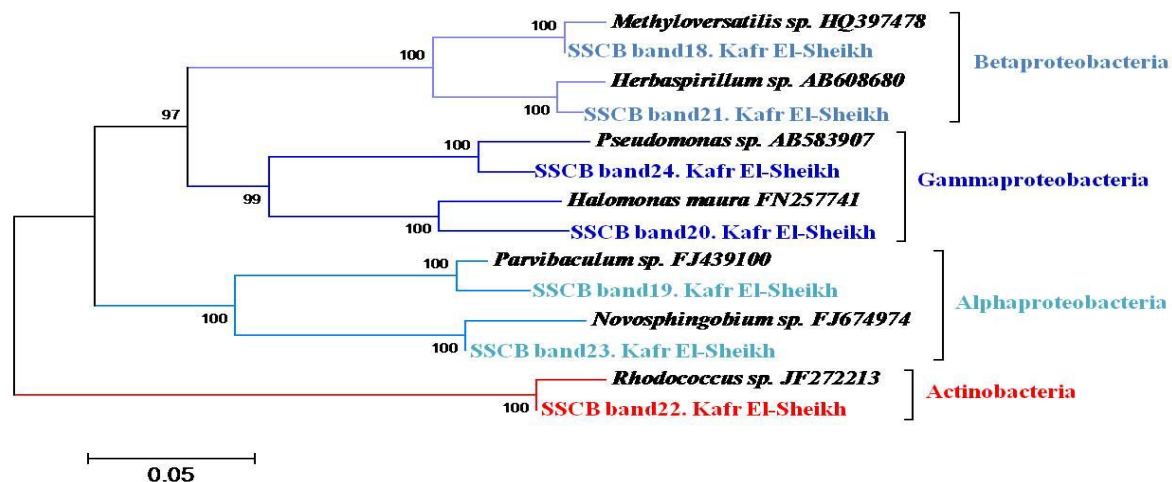 100
Methyloversatilis sp. HQ397478
SSCB band18. Kafr El-Sheikh
100
Herbaspirillum sp. AB608680
100
SSCB band21. Kafr El-Sheikh
Betaproteobacteria
97
100
Pseudomonas sp. AB583907
SSCB band24. Kafr El-Sheikh
99
Halomonas maura FN257741
100
SSCB band20. Kafr El-Sheikh
Gammaproteobacteria
100
Parvibaculum sp. FJ439100
SSCB band19. Kafr El-Sheikh
100
Novosphingobium sp. FJ674974
100
SSCB band23. Kafr El-Sheikh
Alphaproteobacteria
Rhodococcus sp. JF272213
100
SSCB band22. Kafr El-Sheikh
Actinobacteria
0.05